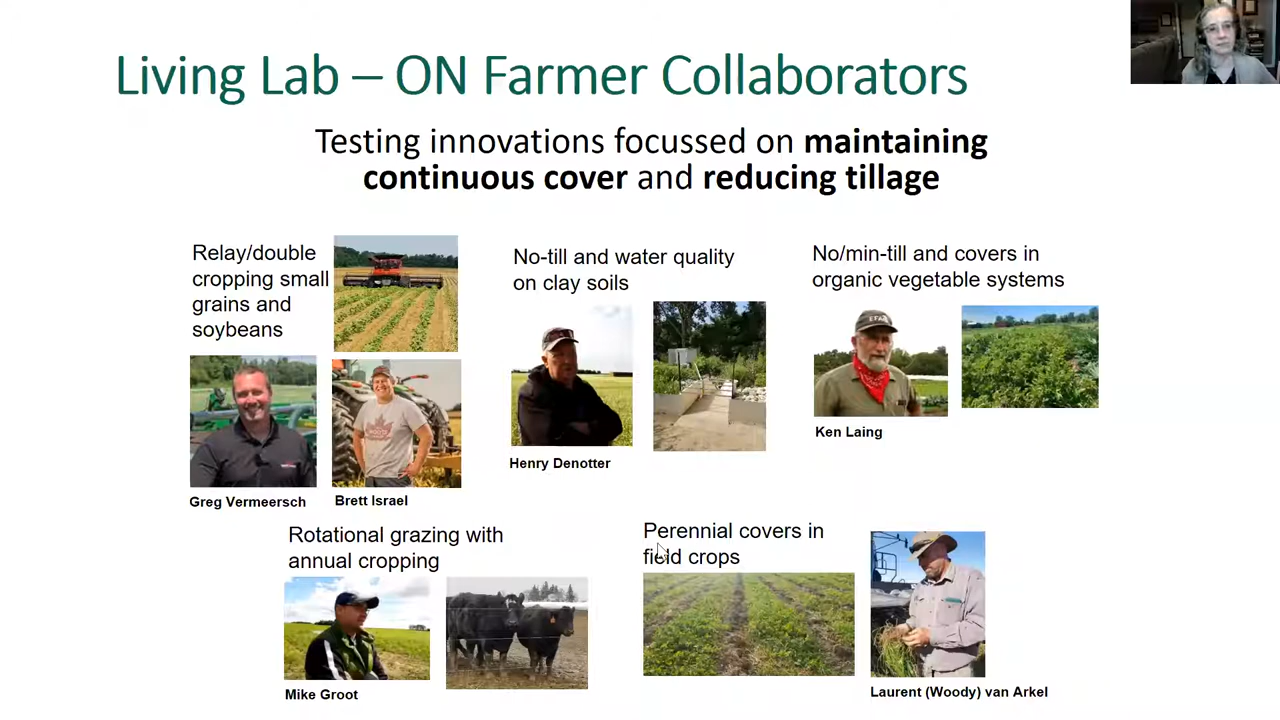 Living Lab – ON Farmer Collaborators
Testing innovations focussed on maintaining
continuous cover and reducing tillage
Relay/double
cropping small
grains and
soybeans
Greg Vermeersch
Brett Israel
No-till and water quality
on clay soils
Henry Denotter
No/min-till and covers in
organic vegetable systems
Ken Laing
Rotational grazing with
annual cropping
Mike Groot
Perennial covers in
field crops
Laurent (Woody) van Arkel